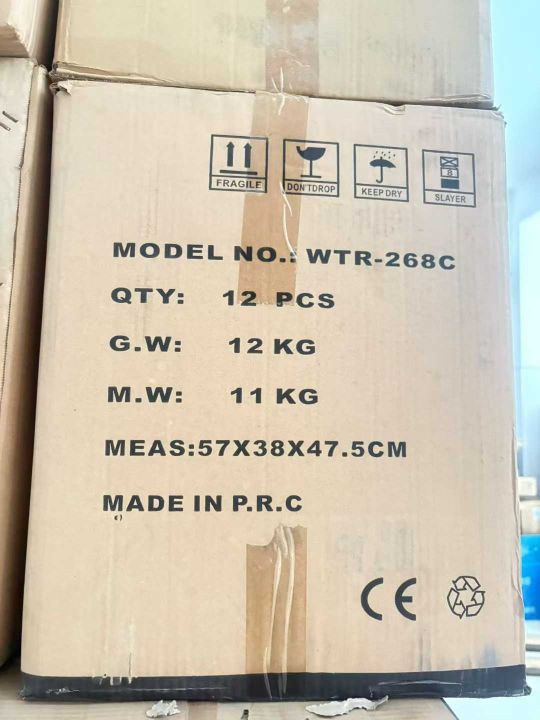 FRAGILE
DON'TDROP
KEEP DRY
8
SLAYER
MODEL NO.: WTR-268C
QTY: 12 PCS
G.W: 12 KG
M.W: 11 KG
MEAS:57X38X47.5CM
MADE IN P.R.C
CE